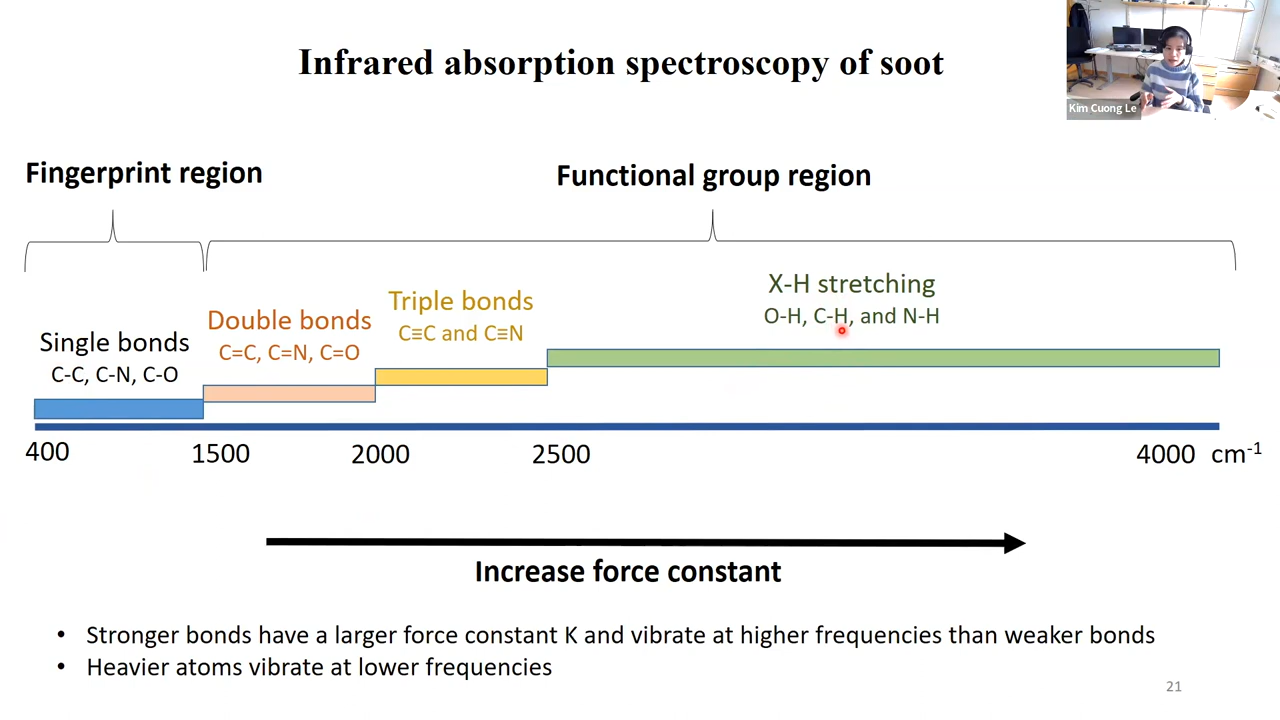 Infrared absorption spectroscopy of soot
Kim Cuong Le
Fingerprint region
Functional group region
X-H stretching
O-H, C-H, and N-H
Triple bonds
C≡C and C≡N
Double bonds
C=C, C=N, C=O
Single bonds
C-C, C-N, C-O
400 1500 2000 2500 4000 cm-1
Increase force constant
• Stronger bonds have a larger force constant K and vibrate at higher frequencies than weaker bonds
• Heavier atoms vibrate at lower frequencies
21